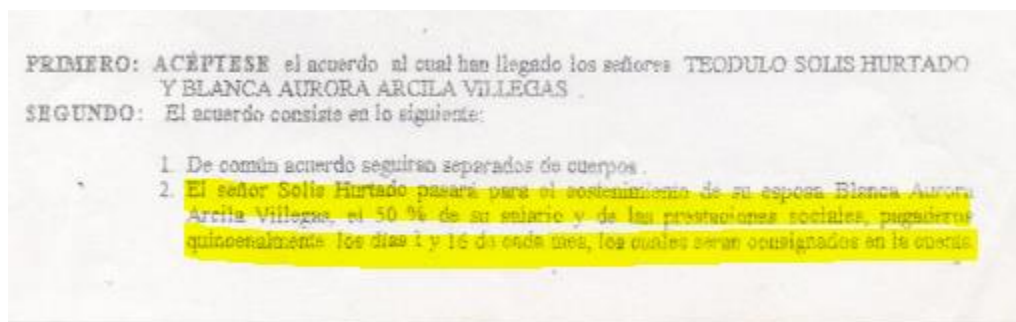 PRIMERO: ACÉPTESE el acuerdo al cual han llegado los señores TEODULO SOLIS HURTADO
Y BLANCA AURORA ARCILA VILLEGAS .
SEGUNDO: El acuerdo consiste en lo siguiente:
1. De común acuerdo seguiran separados de cuerpos .
2. El señor Solis Hurtado pasará para el sostenimiento de su esposa Blanca Aurora
Arcila Villegas, el 50 % de su salario y de las prestaciones sociales, pagaderos
quincenalmente los días 1 y 16 de cada mes, los cuales seran consignados en la cuenta